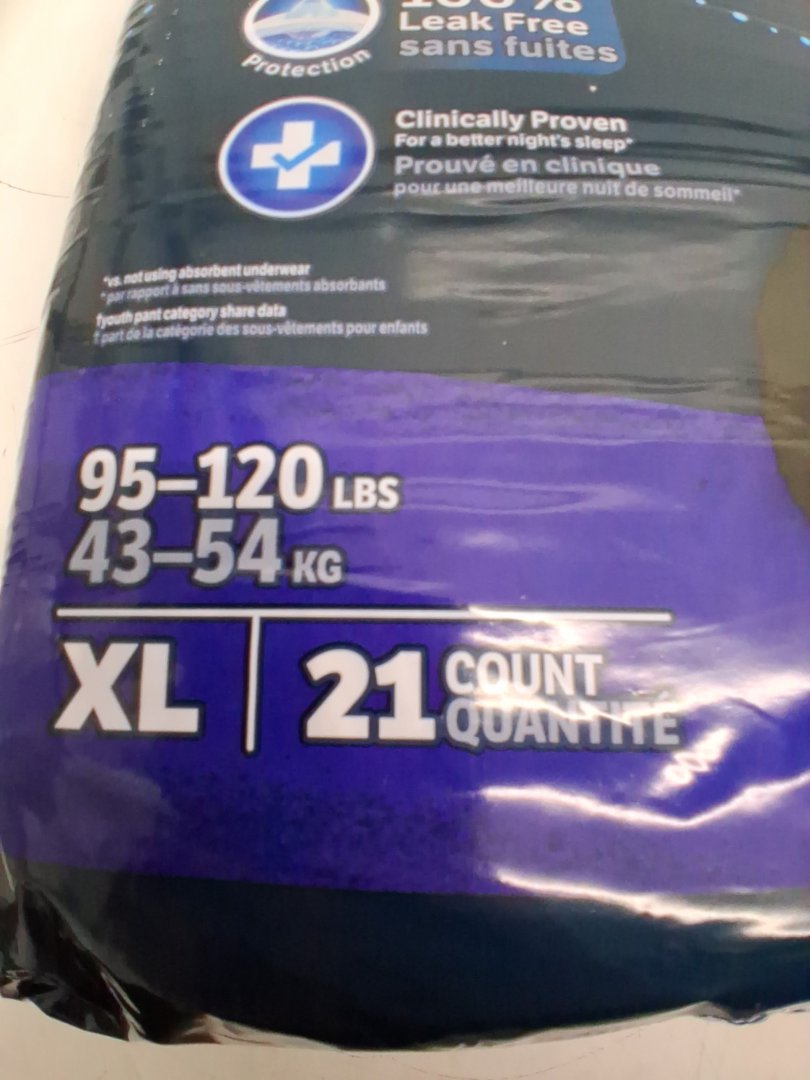 Protection
100%
Leak Free
sans fuites
Clinically Proven
For a better night's sleep*
Prouvé en clinique
pour une meilleure nuit de sommeil*
*vs. not using absorbent underwear
*par rapport à sans sous-vêtements absorbants
†youth pant category share data
† part de la catégorie des sous-vêtements pour enfants
95–120 LBS
43–54 KG
XL
21 COUNT
QUANTITÉ